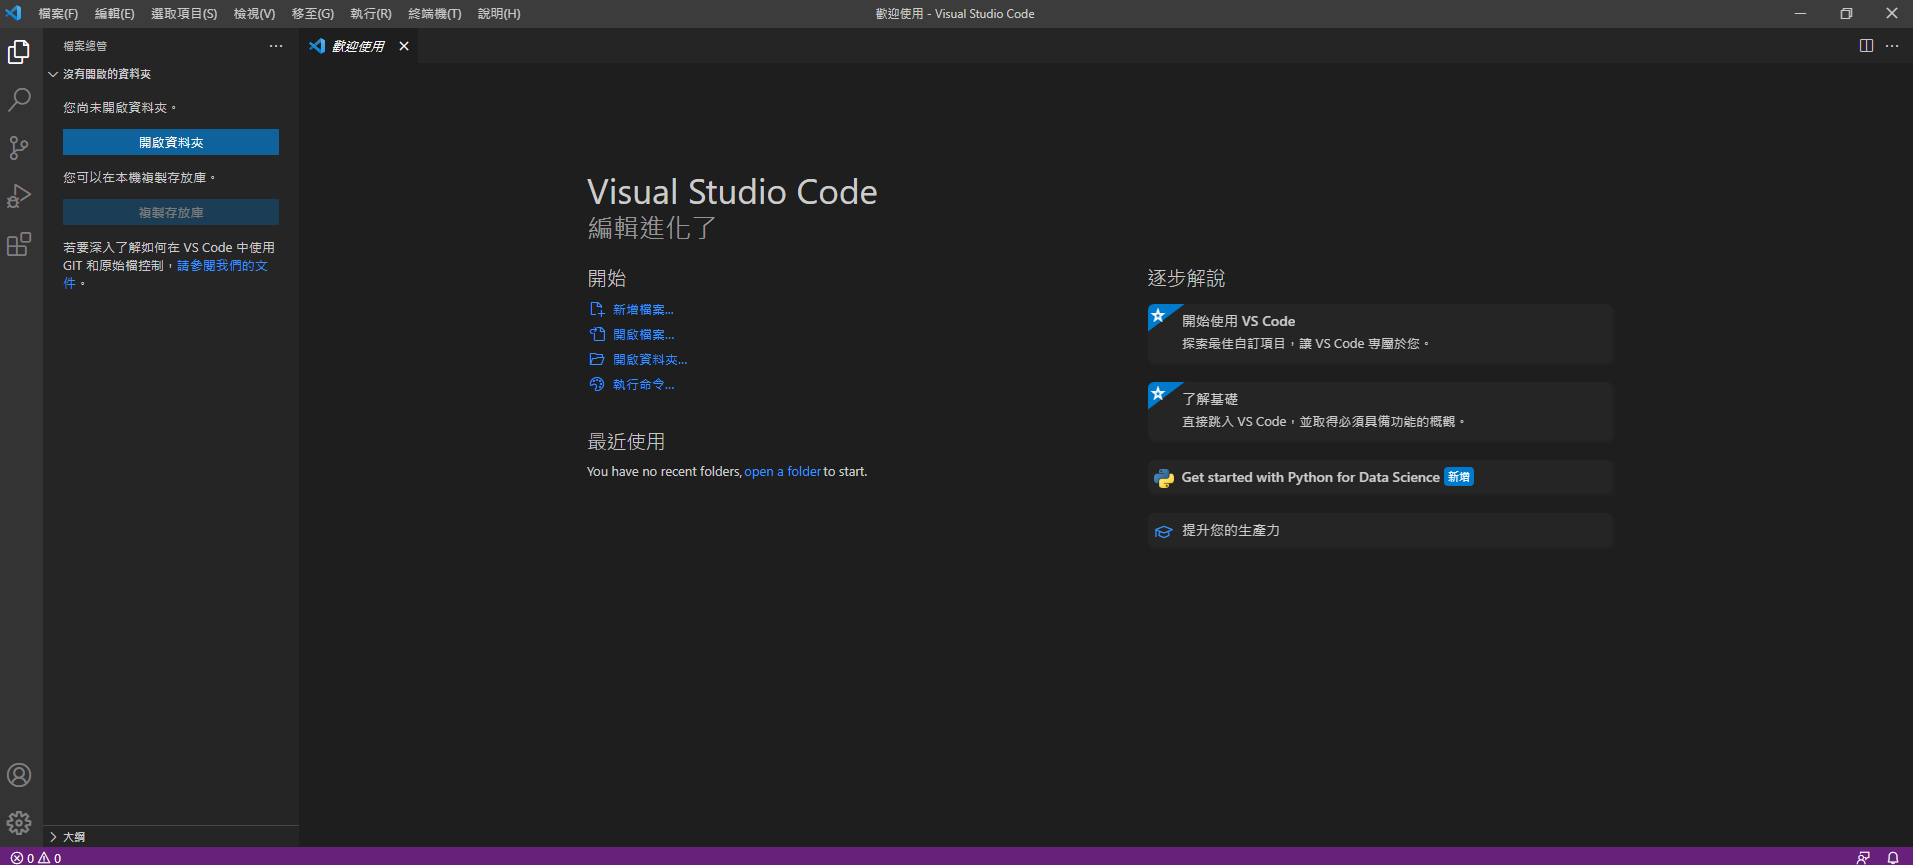 檔案(F) 編輯(E) 選取項目(S) 檢視(V) 移至(G) 執行(R) 終端機(T) 說明(H) 歡迎使用 - Visual Studio Code
檔案總管
沒有開啟的資料夾
您尚未開啟資料夾。
開啟資料夾
您可以在本機複製存放庫。
複製存放庫
若要深入了解如何在 VS Code 中使用
GIT 和原始檔控制，請參閱我們的文
件。
大綱
歡迎使用
Visual Studio Code
編輯進化了
開始
新增檔案...
開啟檔案...
開啟資料夾...
執行命令...
最近使用
You have no recent folders, open a folder to start.
逐步解說
開始使用 VS Code
探索最佳自訂項目，讓 VS Code 專屬於您。
了解基礎
直接跳入 VS Code，並取得必須具備功能的概觀。
Get started with Python for Data Science 新增
提升您的生產力
0 0